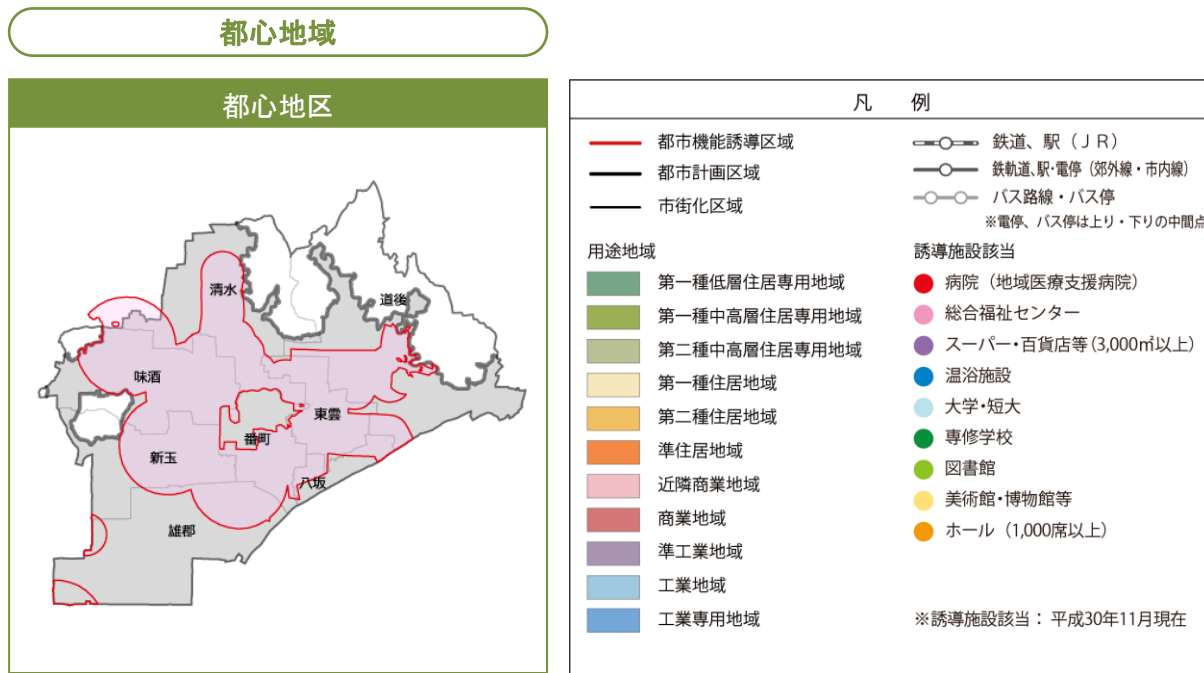 都心地域
都心地区
清水
道後
味酒
東雲
番町
新玉
八坂
雄郡
凡 例
都市機能誘導区域
都市計画区域
市街化区域
鉄道、駅（ＪＲ）
鉄軌道、駅・電停（郊外線・市内線）
バス路線・バス停
※電停、バス停は上り・下りの中間点
用途地域
第一種低層住居専用地域
第一種中高層住居専用地域
第二種中高層住居専用地域
第一種住居地域
第二種住居地域
準住居地域
近隣商業地域
商業地域
準工業地域
工業地域
工業専用地域
誘導施設該当
病院（地域医療支援病院）
総合福祉センター
スーパー・百貨店等（3,000㎡以上）
温浴施設
大学・短大
専修学校
図書館
美術館・博物館等
ホール（1,000席以上）
※誘導施設該当：平成30年11月現在